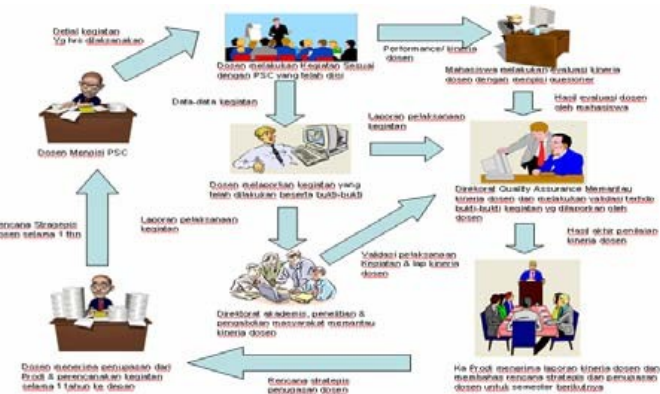 Detial kegiatan
Yg hrs dilaksanakan
Dosen melakukan Kegiatan Sesuai
dengan PSC yang telah diisi
Performance/ kinerja
dosen
Mahasiswa melakukan evaluasi kinerja
dosen dengan mengisi quesioner
Data-data kegiatan
Laporan pelaksanaan
kegiatan
Hasil evaluasi dosen
oleh mahasiswa
Dosen Mengisi PSC
Dosen melaporkan kegiatan yang
telah dilakukan beserta bukti-bukti
Direktorat Quality Assurance Memantau
kinerja dosen dan melakukan validasi terhdp
bukti-bukti kegiatan yg dilaporkan oleh
dosen
Rencana Strategis
dosen selama 1 thn
Laporan pelaksanaan
kegiatan
Validasi pelaksanaan
Kegiatan & lap kinerja
dosen
Hasil akhir penilaian
kinerja dosen
Direktorat akademis, penelitian &
pengabdian masyarakat memantau
kinerja dosen
Dosen menerima penugasan dari
Prodi & perencanakan kegiatan
selama 1 tahun ke depan
Rencana strategis
penugasan dosen
Ka Prodi menerima laporan kinerja dosen dan
membahas rencana strategis dan penugasan
dosen untuk semester berikutnya